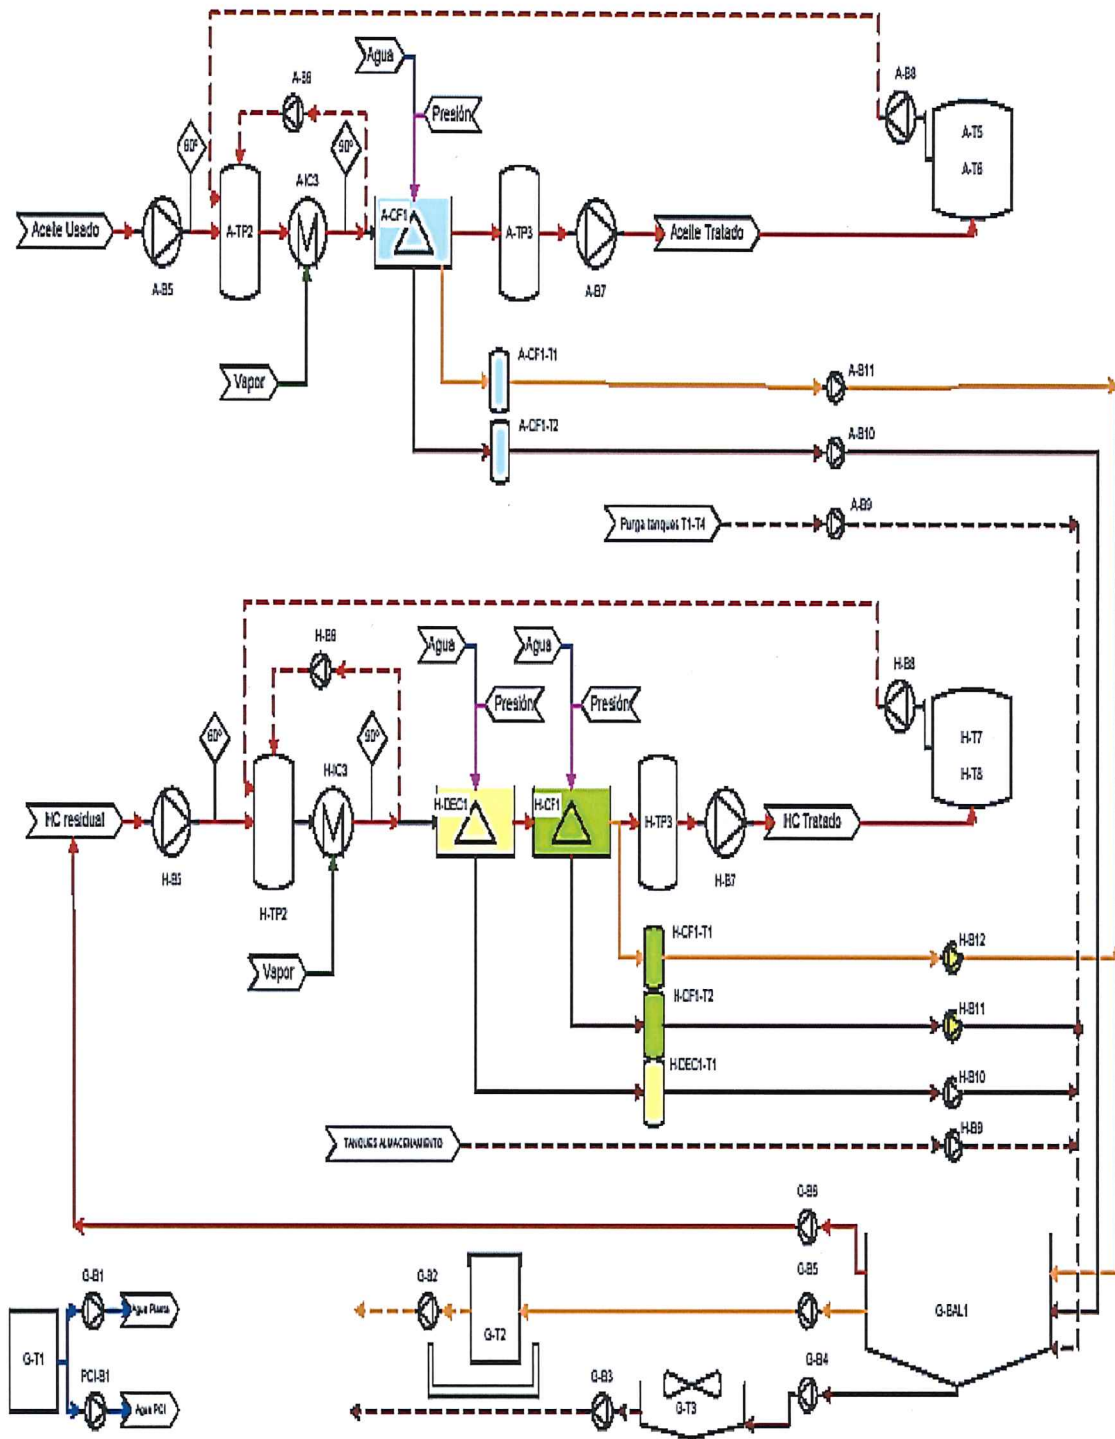 Agua
A-B8
A-B6
Presión
A-T5
A-T6
60º
90º
A-IC3
A-CF1
Aceite Usado
A-TP2
A-TP3
Aceite Tratado
A-B5
A-B7
Vapor
A-CF1-T1
A-B11
A-CF1-T2
A-B10
A-B9
Purga tanques T1-T4
H-B6
Agua
Agua
H-B8
Presión
Presión
60º
90º
H-T7
H-T8
H-IC3
H-DEC1
H-CF1
HC residual
H-TP3
HC Tratado
H-B5
H-B7
H-TP2
H-CF1-T1
H-B12
Vapor
H-CF1-T2
H-B11
H-DEC1-T1
H-B10
H-B9
TANQUES ALMACENAMIENTO
G-B6
G-B1
G-B2
G-B5
Agua Planta
G-BAL1
G-T2
G-T1
G-B4
PCI-B1
G-B3
G-T3
Agua PCI